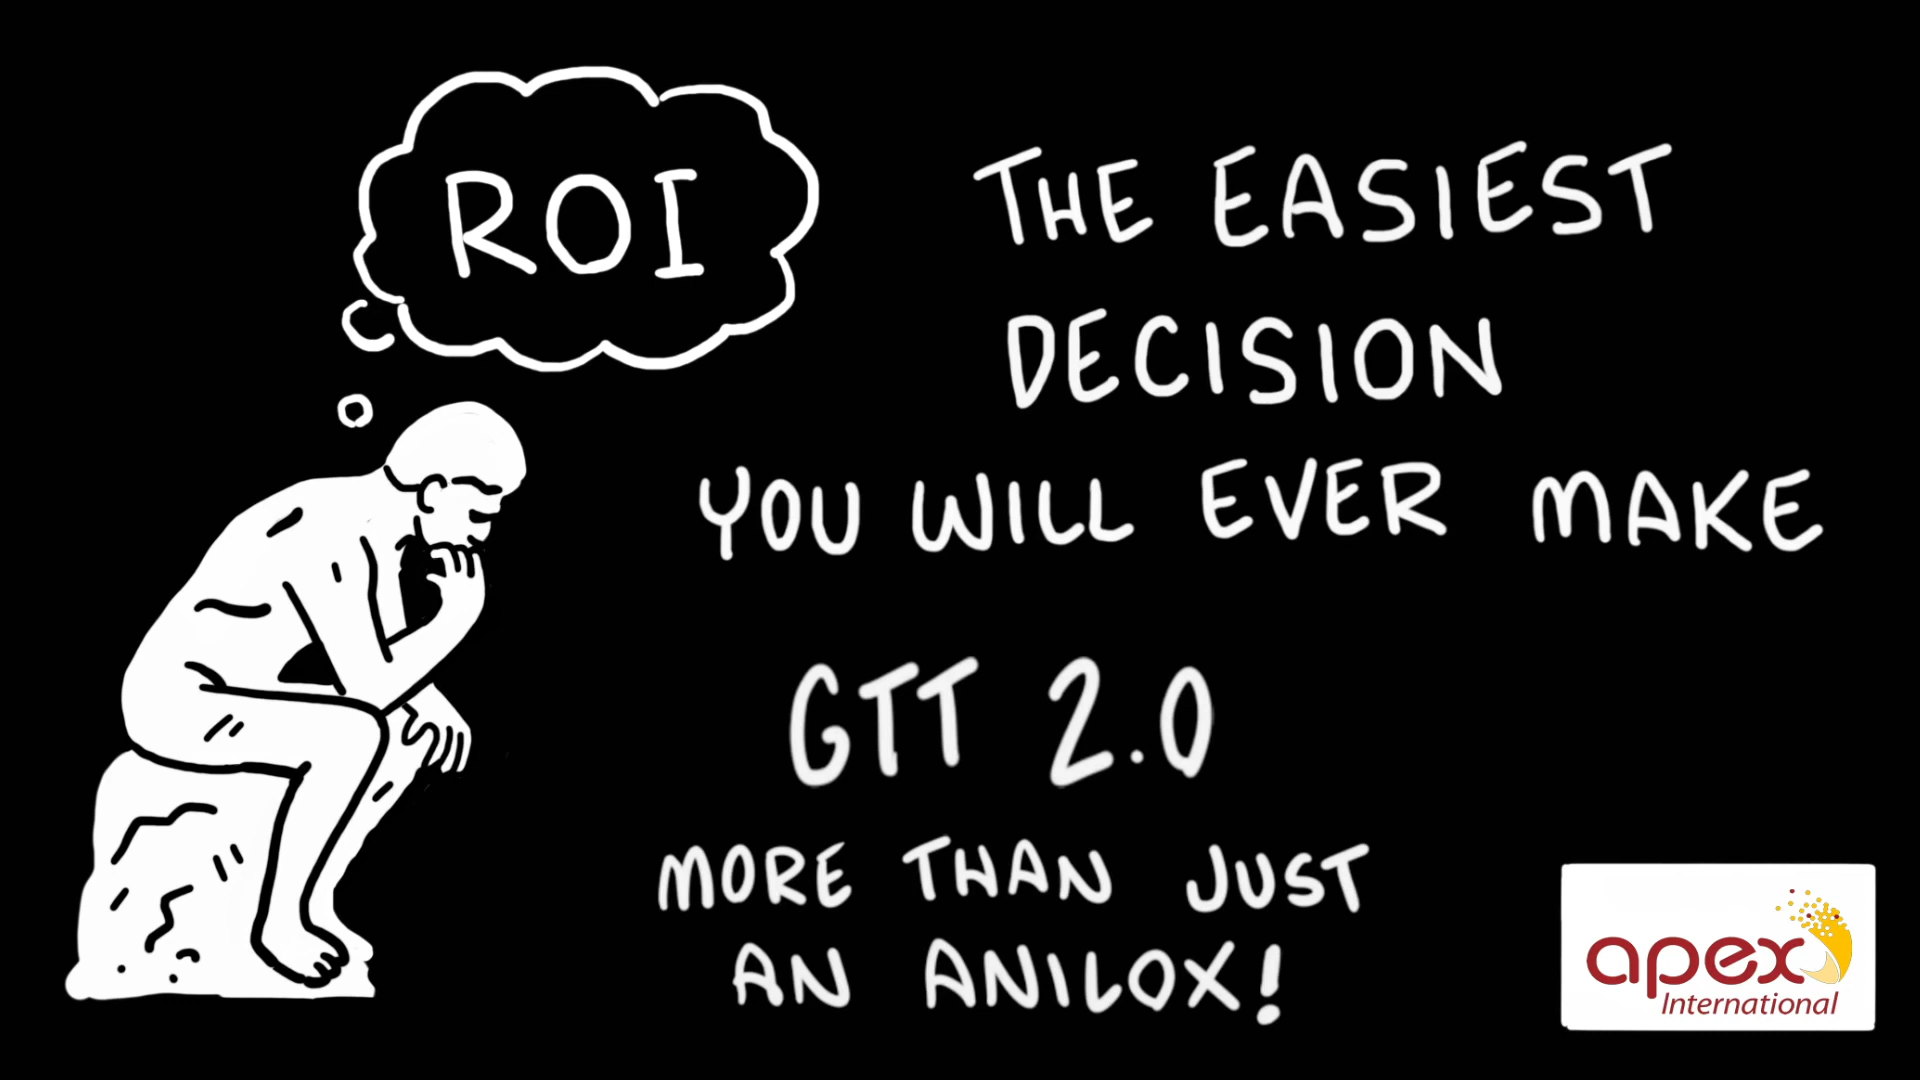 ROI
THE EASIEST
DECISION
YOU WILL EVER MAKE
GTT 2.0
MORE THAN JUST
AN ANILOX!
apex
International